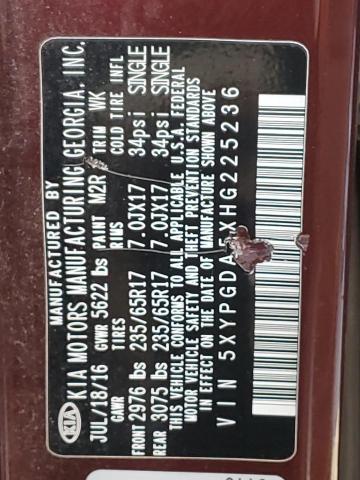 MANUFACTURED BY
KIA KIA MOTORS MANUFACTURING GEORGIA, INC.
JUL/18/16 GVWR 5622 lbs PAINT M2R TRIM WK
GAWR TIRES RIMS COLD TIRE INFL
FRONT 2976 lbs 235/65R17 7.0JX17 34psi SINGLE
REAR 3075 lbs 235/65R17 7.0JX17 34psi SINGLE
THIS VEHICLE CONFORMS TO ALL APPLICABLE U.S.A. FEDERAL
MOTOR VEHICLE SAFETY AND THEFT PREVENTION STANDARDS
IN EFFECT ON THE DATE OF MANUFACTURE SHOWN ABOVE
VIN 5XYPGDA5XHG225236